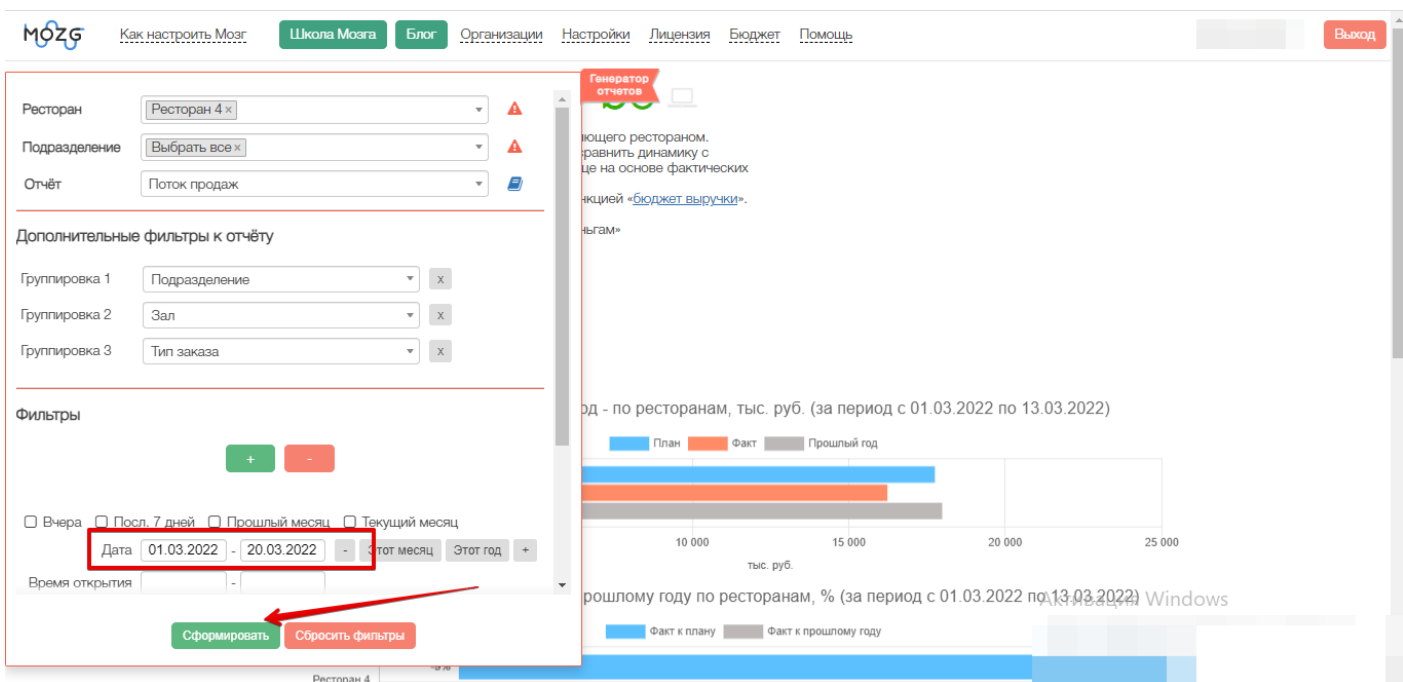 MOZG Как настроить Мозг Школа Мозга Блог Организации Настройки Лицензия Бюджет Помощь Выход
Генератор
отчетов
Ресторан Ресторан 4 ×
Подразделение Выбрать все ×
Отчёт Поток продаж
Дополнительные фильтры к отчёту
Группировка 1 Подразделение x
Группировка 2 Зал x
Группировка 3 Тип заказа x
Фильтры
+ -
Вчера Посл. 7 дней Прошлый месяц Текущий месяц
Дата 01.03.2022 - 20.03.2022 - Этот месяц Этот год +
Время открытия -
Сформировать Сбросить фильтры
ющего рестораном.
сравнить динамику с
це на основе фактических
нкцией «бюджет выручки».
ньгам»
од - по ресторанам, тыс. руб. (за период с 01.03.2022 по 13.03.2022)
План Факт Прошлый год
10 000 15 000 20 000 25 000
тыс. руб.
рошлому году по ресторанам, % (за период с 01.03.2022 по 13.03.2022)
Активация Windows
Факт к плану Факт к прошлому году
Ресторан 4